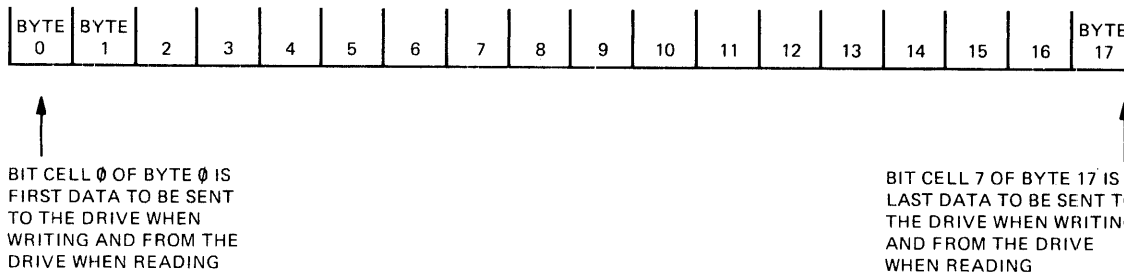 BYTE 0 BYTE 1 2 3 4 5 6 7 8 9 10 11 12 13 14 15 16 BYTE 17
BIT CELL 0 OF BYTE 0 IS
FIRST DATA TO BE SENT
TO THE DRIVE WHEN
WRITING AND FROM THE
DRIVE WHEN READING
BIT CELL 7 OF BYTE 17 IS
LAST DATA TO BE SENT TO
THE DRIVE WHEN WRITING
AND FROM THE DRIVE
WHEN READING